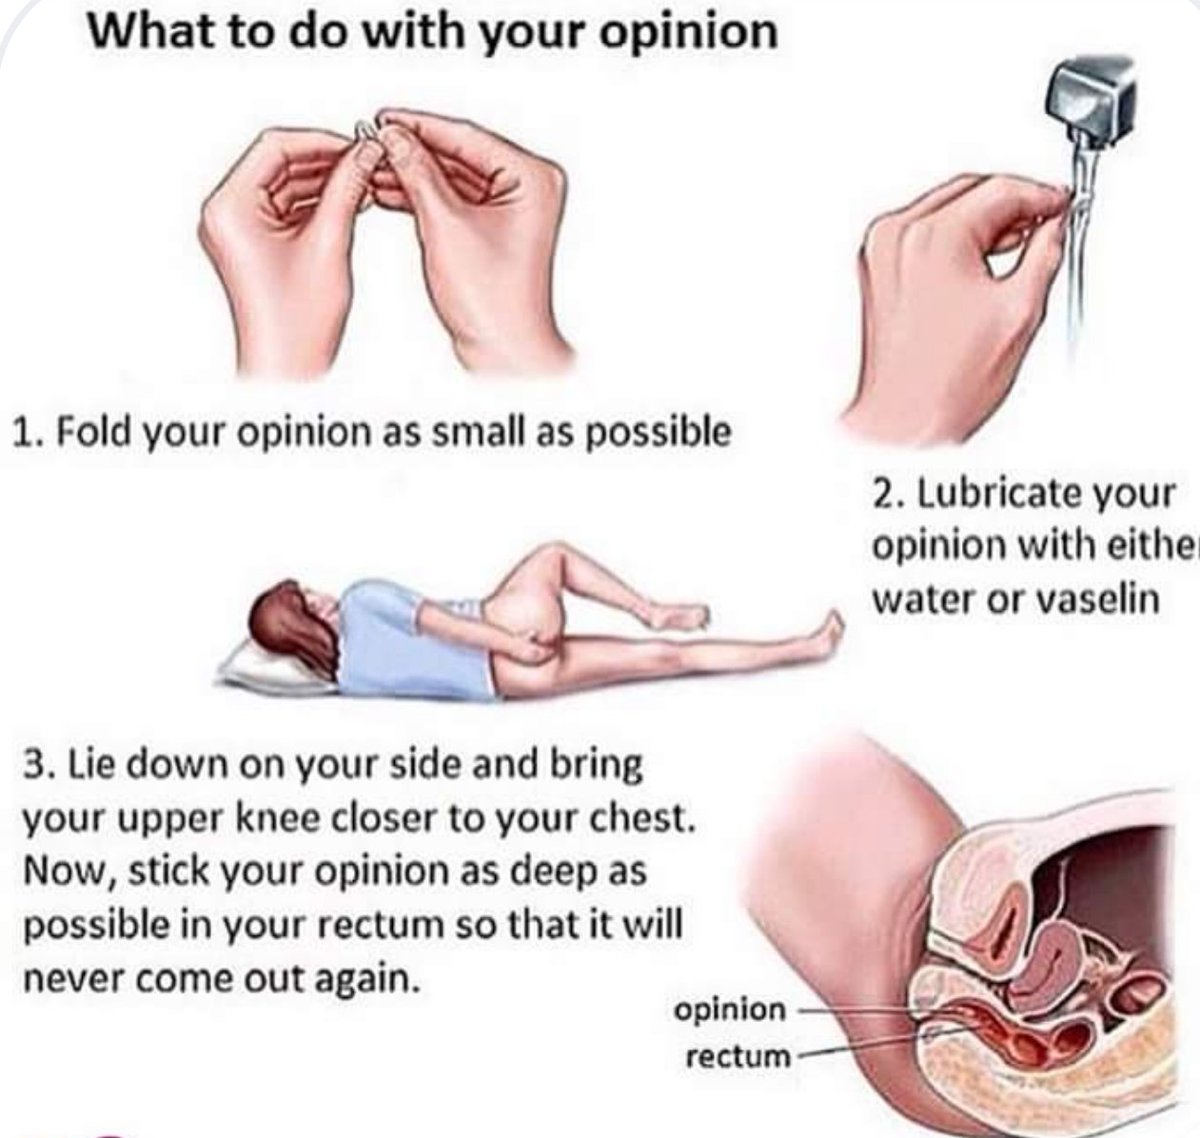 What to do with your opinion
1. Fold your opinion as small as possible
2. Lubricate your
opinion with either
water or vaselin
3. Lie down on your side and bring
your upper knee closer to your chest.
Now, stick your opinion as deep as
possible in your rectum so that it will
never come out again.
opinion
rectum